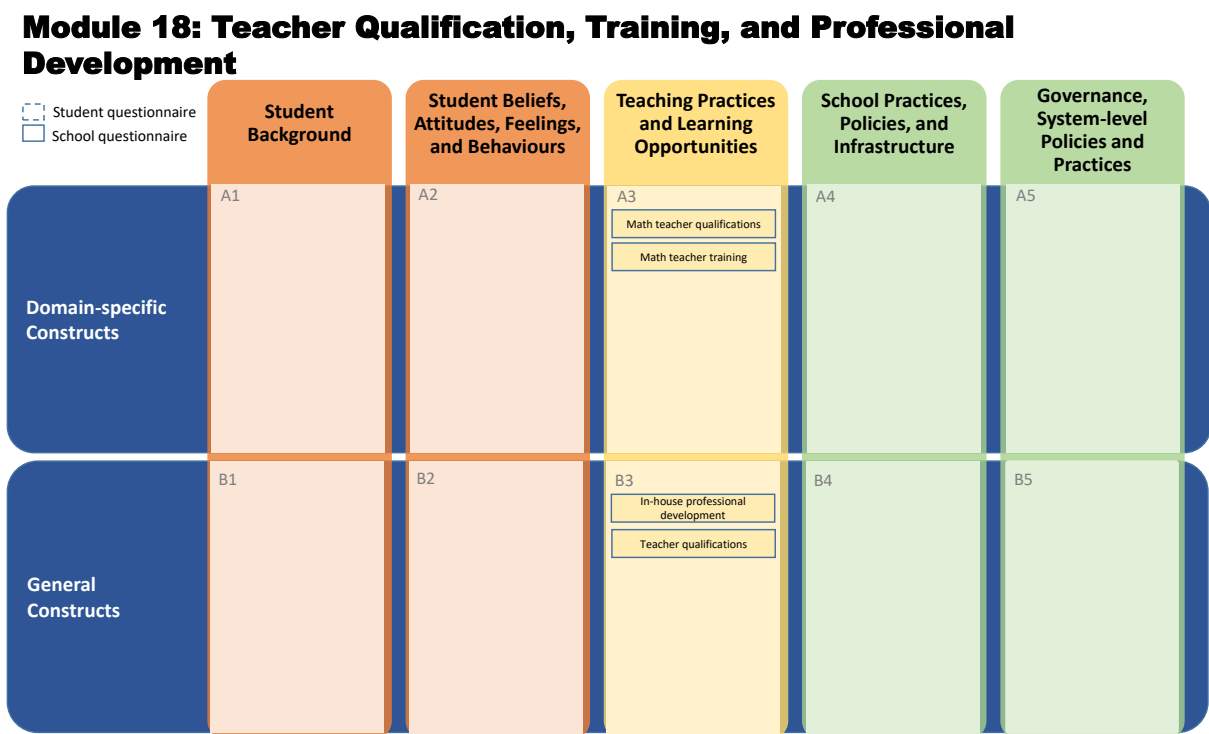 Module 18: Teacher Qualification, Training, and Professional
Development
Student questionnaire
School questionnaire
Student
Background
Student Beliefs,
Attitudes, Feelings,
and Behaviours
Teaching Practices
and Learning
Opportunities
School Practices,
Policies, and
Infrastructure
Governance,
System-level
Policies and
Practices
Domain-specific
Constructs
A1
A2
A3
Math teacher qualifications
Math teacher training
A4
A5
General
Constructs
B1
B2
B3
In-house professional
development
Teacher qualifications
B4
B5